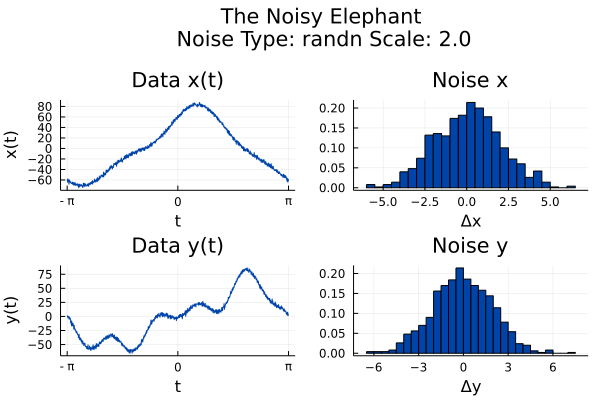 The Noisy Elephant
Noise Type: randn Scale: 2.0
Data x(t)
x(t)
80
60
40
20
0
−20
−40
−60
- π
0
π
t
Noise x
0.20
0.15
0.10
0.05
0.00
−5.0
−2.5
0.0
2.5
5.0
Δx
Data y(t)
y(t)
75
50
25
0
−25
−50
- π
0
π
t
Noise y
0.20
0.15
0.10
0.05
0.00
−6
−3
0
3
6
Δy